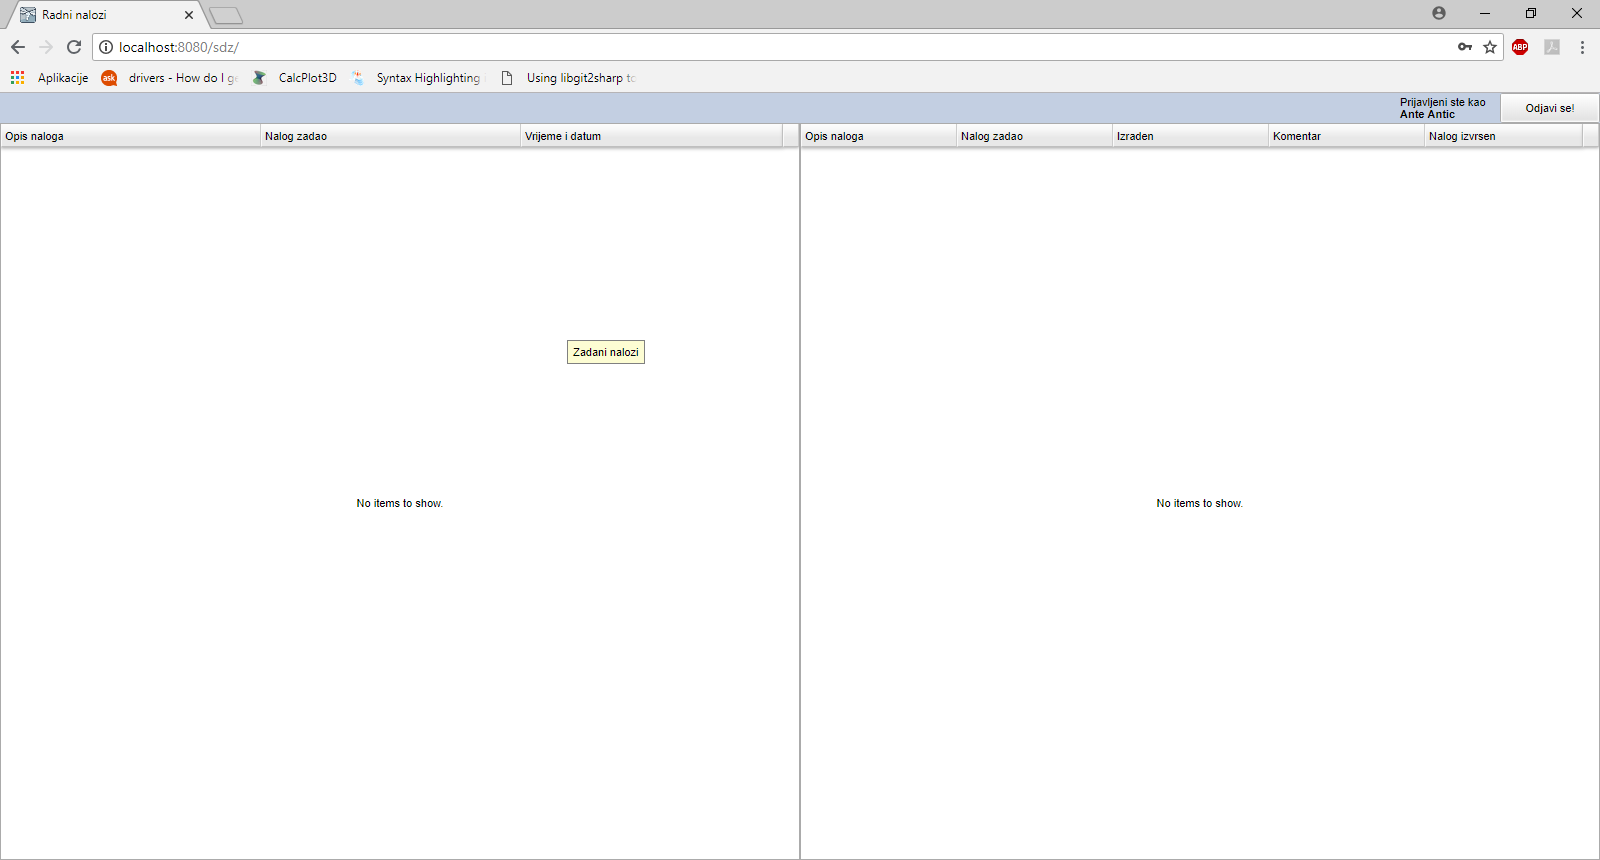 Radni nalozi
localhost:8080/sdz/
ABP
Aplikacije
ask
drivers - How do I
CalcPlot3D
Syntax Highlighting
Using libgit2sharp
Prijavljeni ste kao
Ante Antic
Odjavi se!
Opis naloga Nalog zadao Vrijeme i datum
Opis naloga Nalog zadao Izraden Komentar Nalog izvrsen
Zadani nalozi
No items to show.
No items to show.